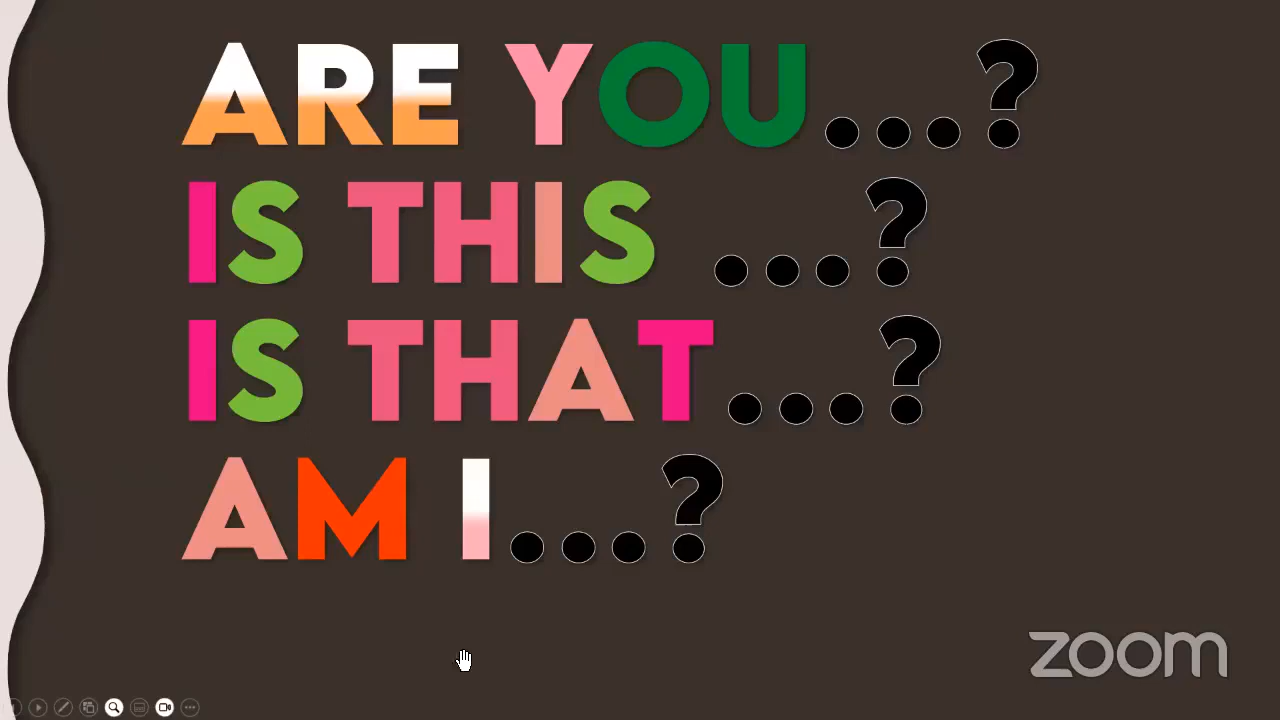 ARE YOU...?
IS THIS ...?
IS THAT...?
AM I...?
zoom